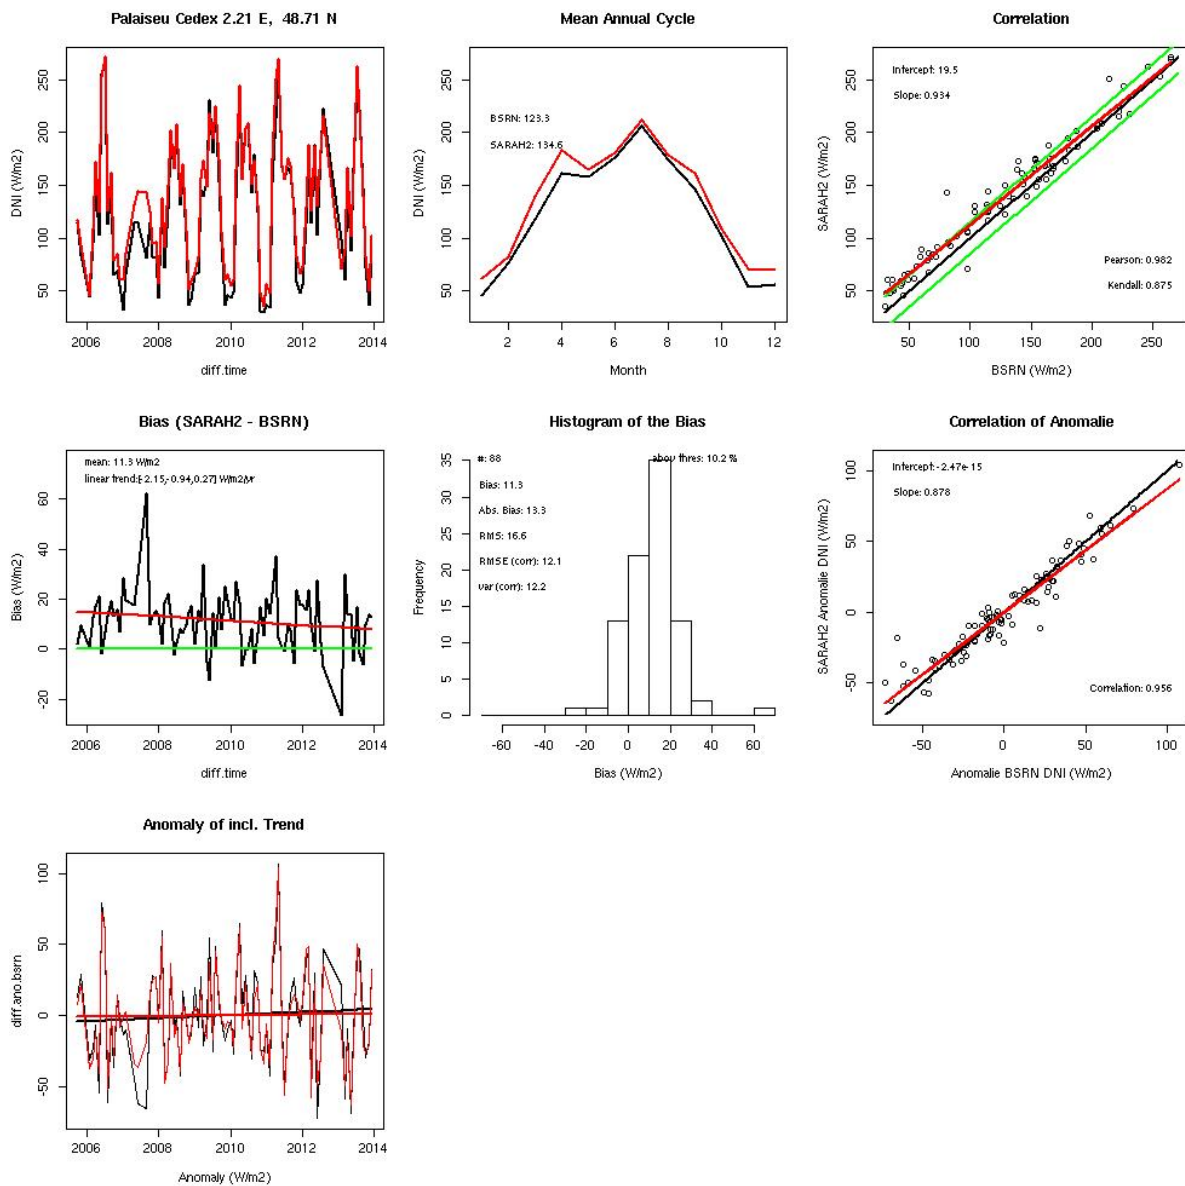 Palaiseu Cedex 2.21 E, 48.71 N
DNI (W/m2)
50 100 150 200 250
2006 2008 2010 2012 2014
diff.time
Mean Annual Cycle
BSRN: 123.3
SARAH2: 134.6
DNI (W/m2)
50 100 150 200 250
2 4 6 8 10 12
Month
Correlation
Intercept: 19.5
Slope: 0.934
Pearson: 0.982
Kendall: 0.875
SARAH2 (W/m2)
50 100 150 200 250
50 100 150 200 250
BSRN (W/m2)
Bias (SARAH2 - BSRN)
mean: 11.3 W/m2
linear trend:[-2.15,-0.94,0.27] W/m2/yr
Bias (W/m2)
-20 0 20 40 60
2006 2008 2010 2012 2014
diff.time
Histogram of the Bias
#: 88
abov thres: 10.2 %
Bias: 11.3
Abs. Bias: 13.3
RMS: 16.6
RMSE (corr): 12.1
var (corr): 12.2
Frequency
0 5 10 15 20 25 30 35
-60 -40 -20 0 20 40 60
Bias (W/m2)
Correlation of Anomalie
Intercept: -2.47e-15
Slope: 0.878
Correlation: 0.956
SARAH2 Anomalie DNI (W/m2)
-50 0 50 100
-50 0 50 100
Anomalie BSRN DNI (W/m2)
Anomaly of incl. Trend
diff.ano.bsrn
-50 0 50 100
2006 2008 2010 2012 2014
Anomaly (W/m2)